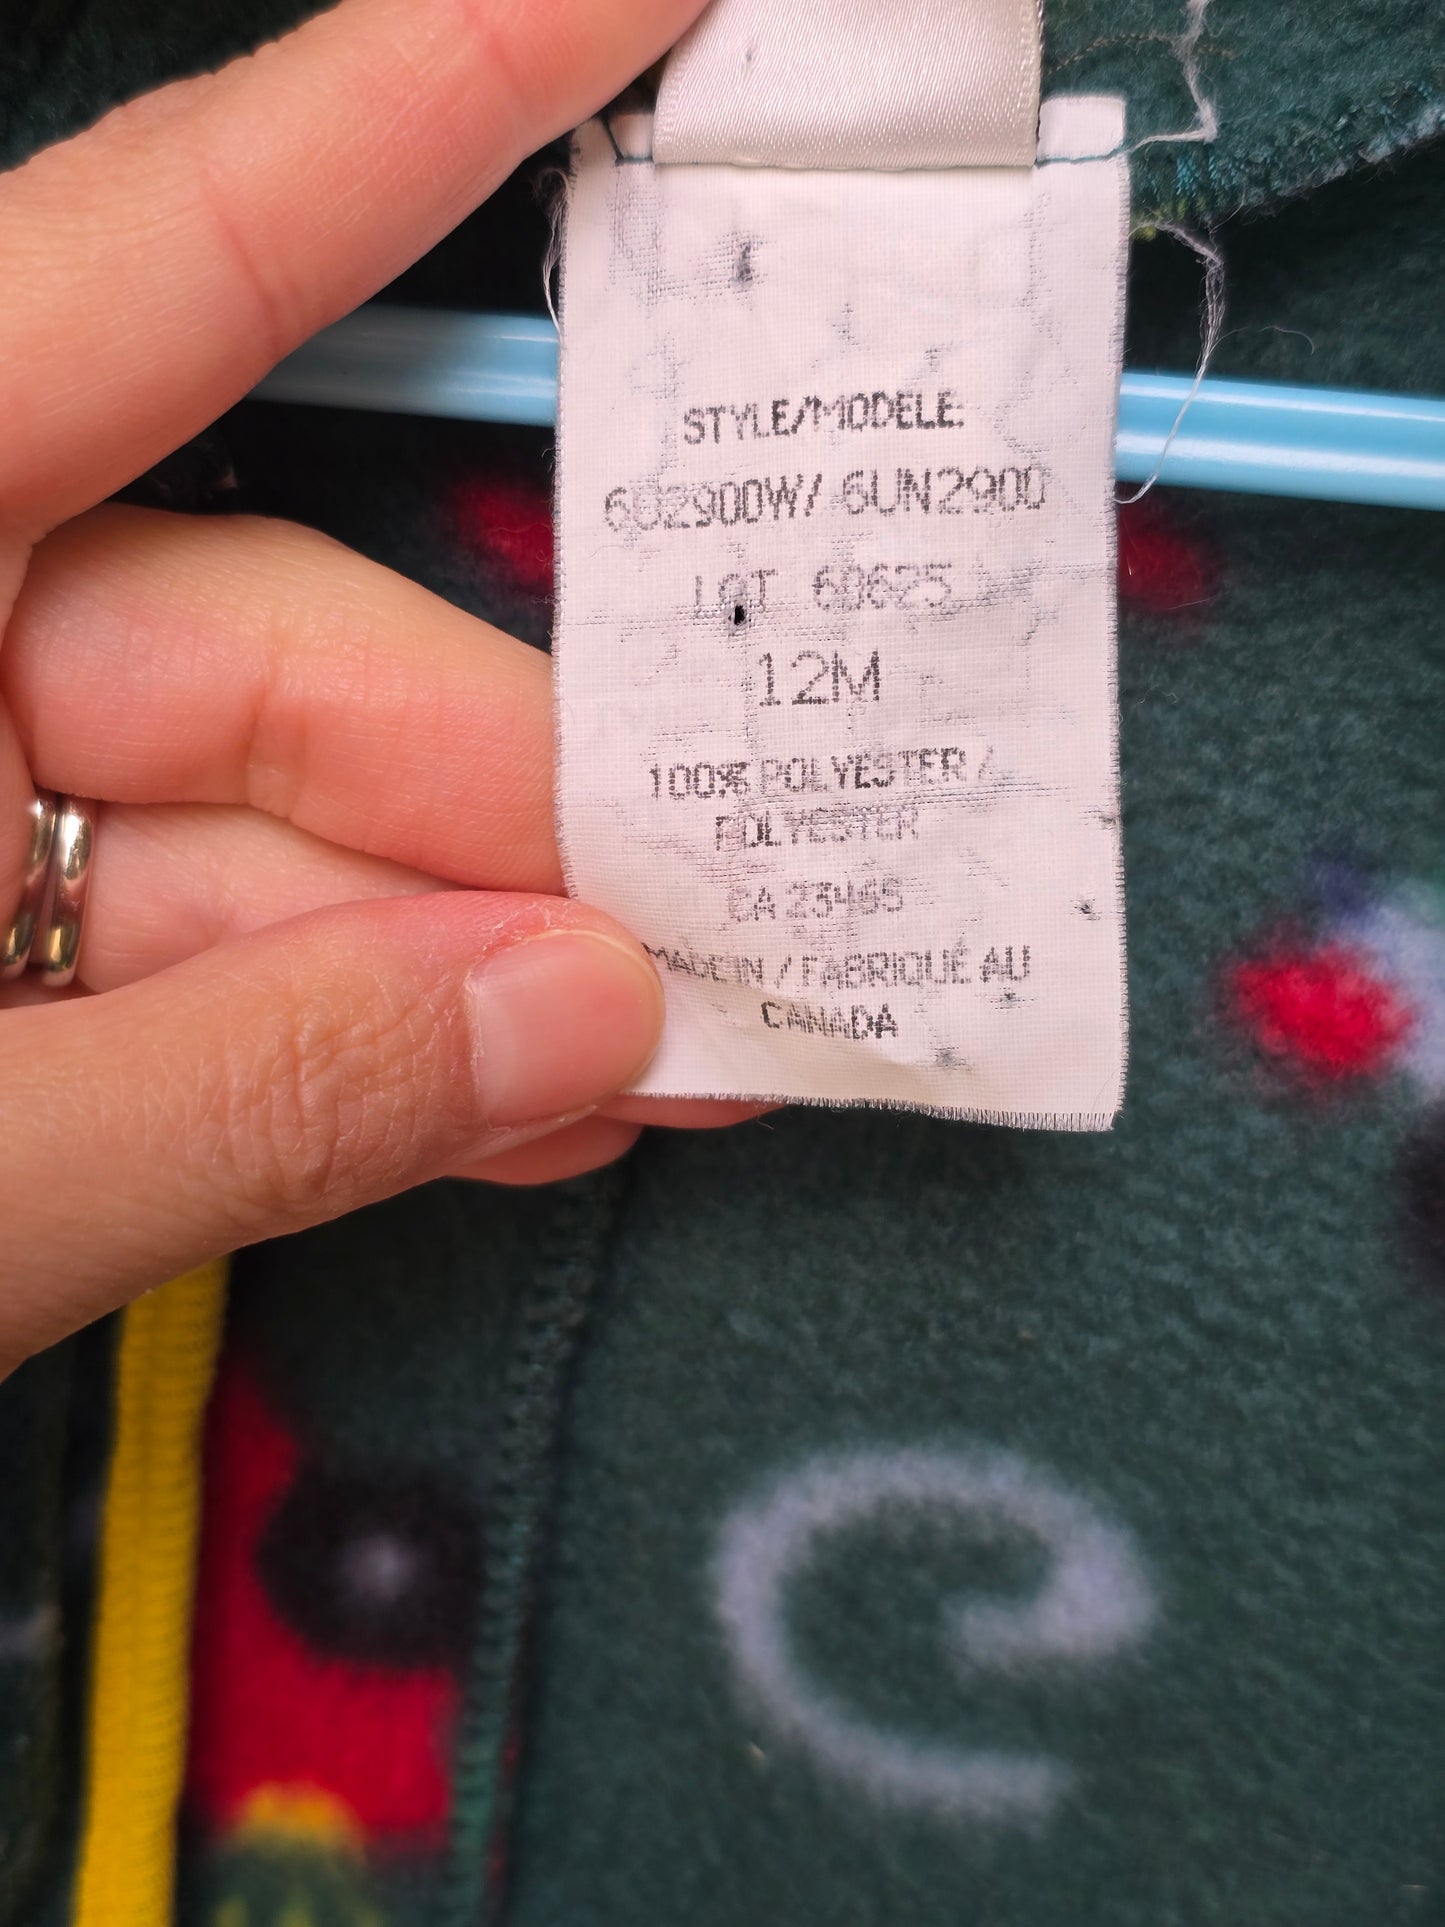 STYLE/MODELE:
6U2900W/ 6UN2900
LOT 60625
12M
100% POLYESTER /
POLYESTER
CA 23465
MADE IN / FABRIQUÉ AU
CANADA